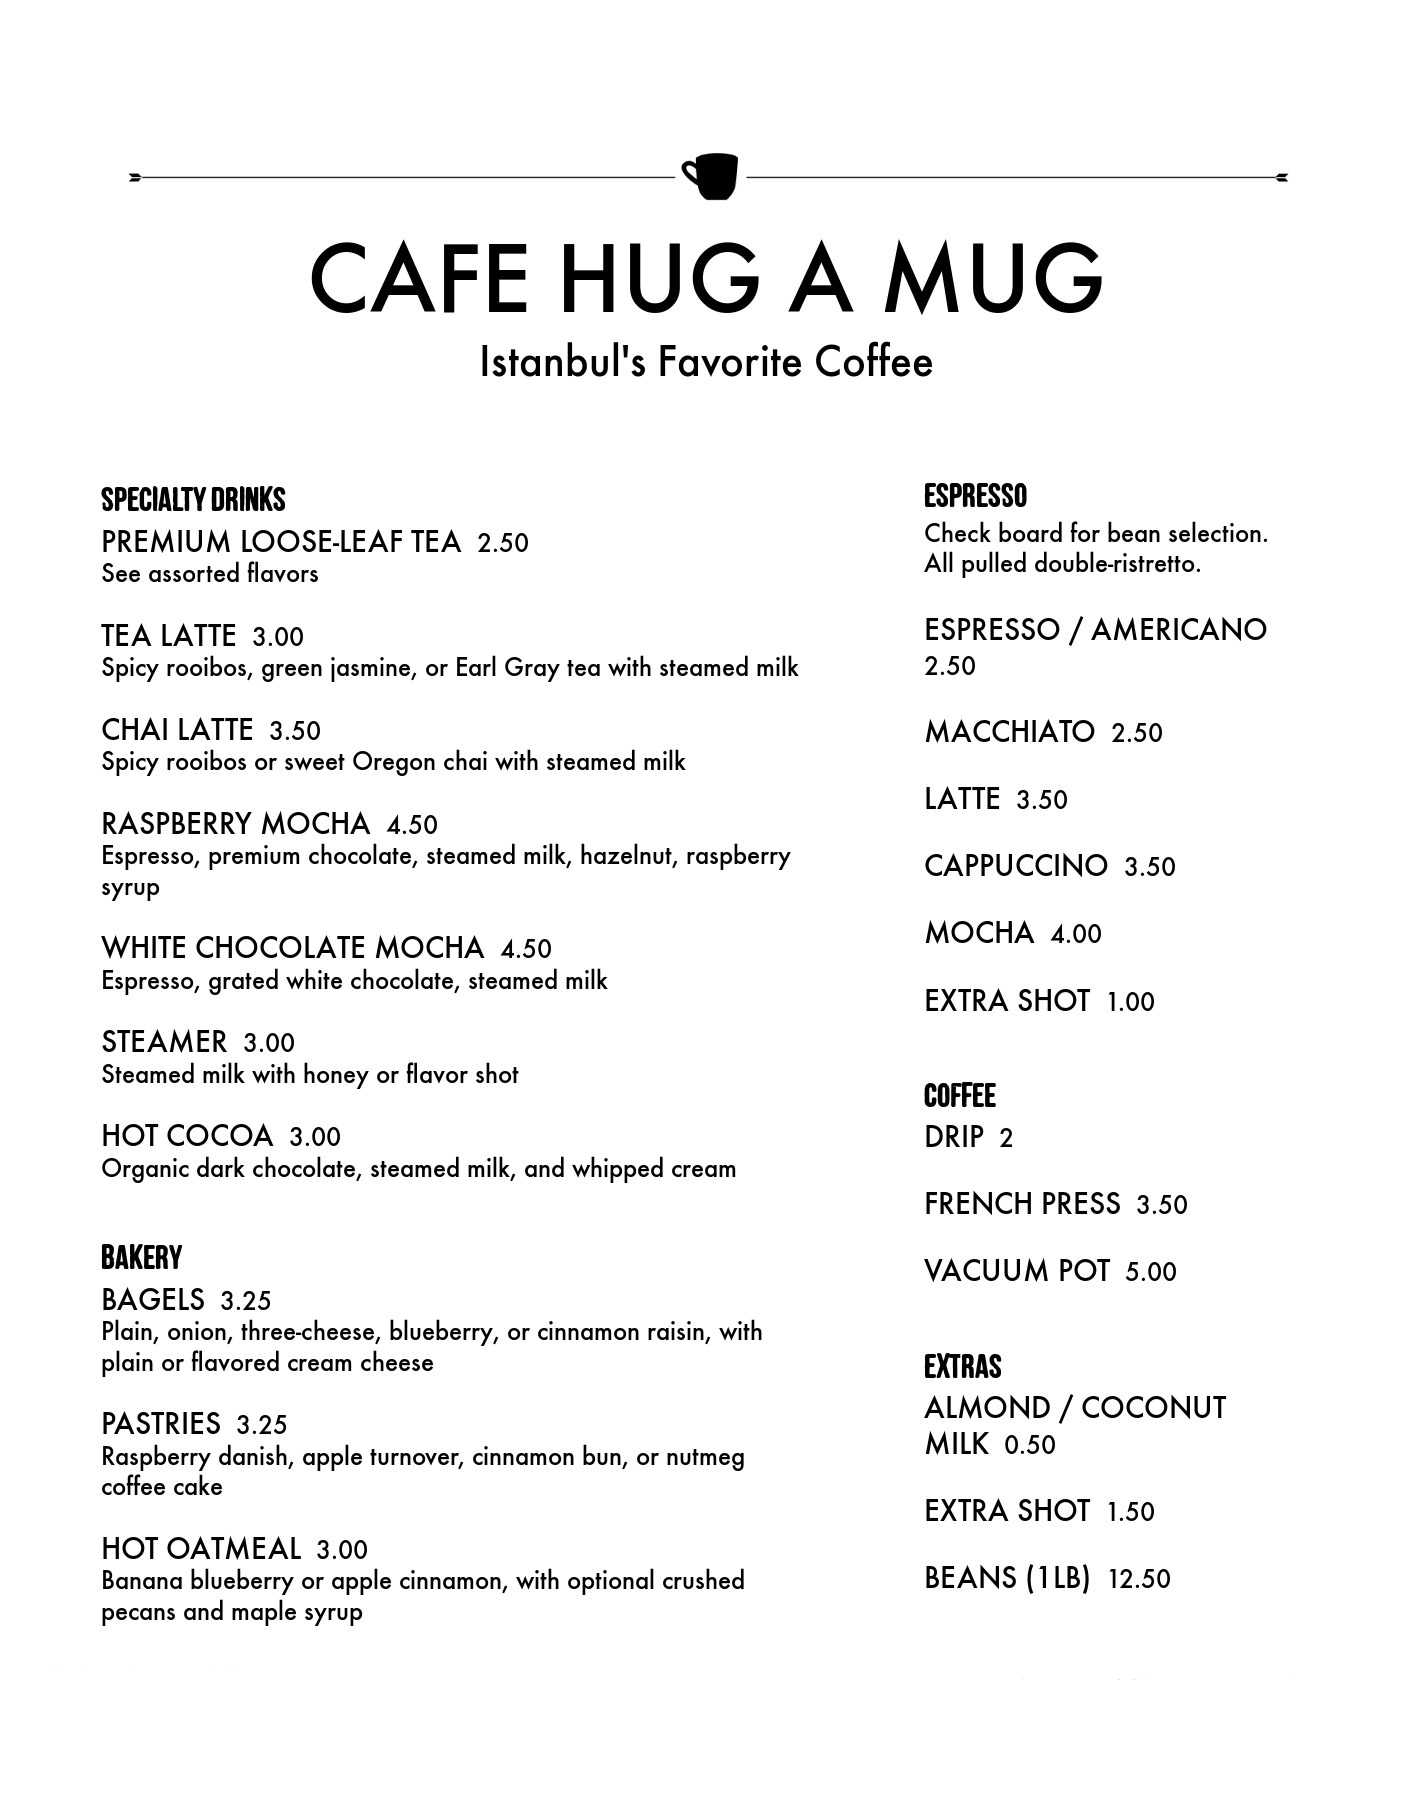 CAFE HUG A MUG
Istanbul's Favorite Coffee
SPECIALTY DRINKS
PREMIUM LOOSE-LEAF TEA 2.50
See assorted flavors
TEA LATTE 3.00
Spicy rooibos, green jasmine, or Earl Gray tea with steamed milk
CHAI LATTE 3.50
Spicy rooibos or sweet Oregon chai with steamed milk
RASPBERRY MOCHA 4.50
Espresso, premium chocolate, steamed milk, hazelnut, raspberry
syrup
WHITE CHOCOLATE MOCHA 4.50
Espresso, grated white chocolate, steamed milk
STEAMER 3.00
Steamed milk with honey or flavor shot
HOT COCOA 3.00
Organic dark chocolate, steamed milk, and whipped cream
BAKERY
BAGELS 3.25
Plain, onion, three-cheese, blueberry, or cinnamon raisin, with
plain or flavored cream cheese
PASTRIES 3.25
Raspberry danish, apple turnover, cinnamon bun, or nutmeg
coffee cake
HOT OATMEAL 3.00
Banana blueberry or apple cinnamon, with optional crushed
pecans and maple syrup
ESPRESSO
Check board for bean selection.
All pulled double-ristretto.
ESPRESSO / AMERICANO
2.50
MACCHIATO 2.50
LATTE 3.50
CAPPUCCINO 3.50
MOCHA 4.00
EXTRA SHOT 1.00
COFFEE
DRIP 2
FRENCH PRESS 3.50
VACUUM POT 5.00
EXTRAS
ALMOND / COCONUT
MILK 0.50
EXTRA SHOT 1.50
BEANS (1LB) 12.50